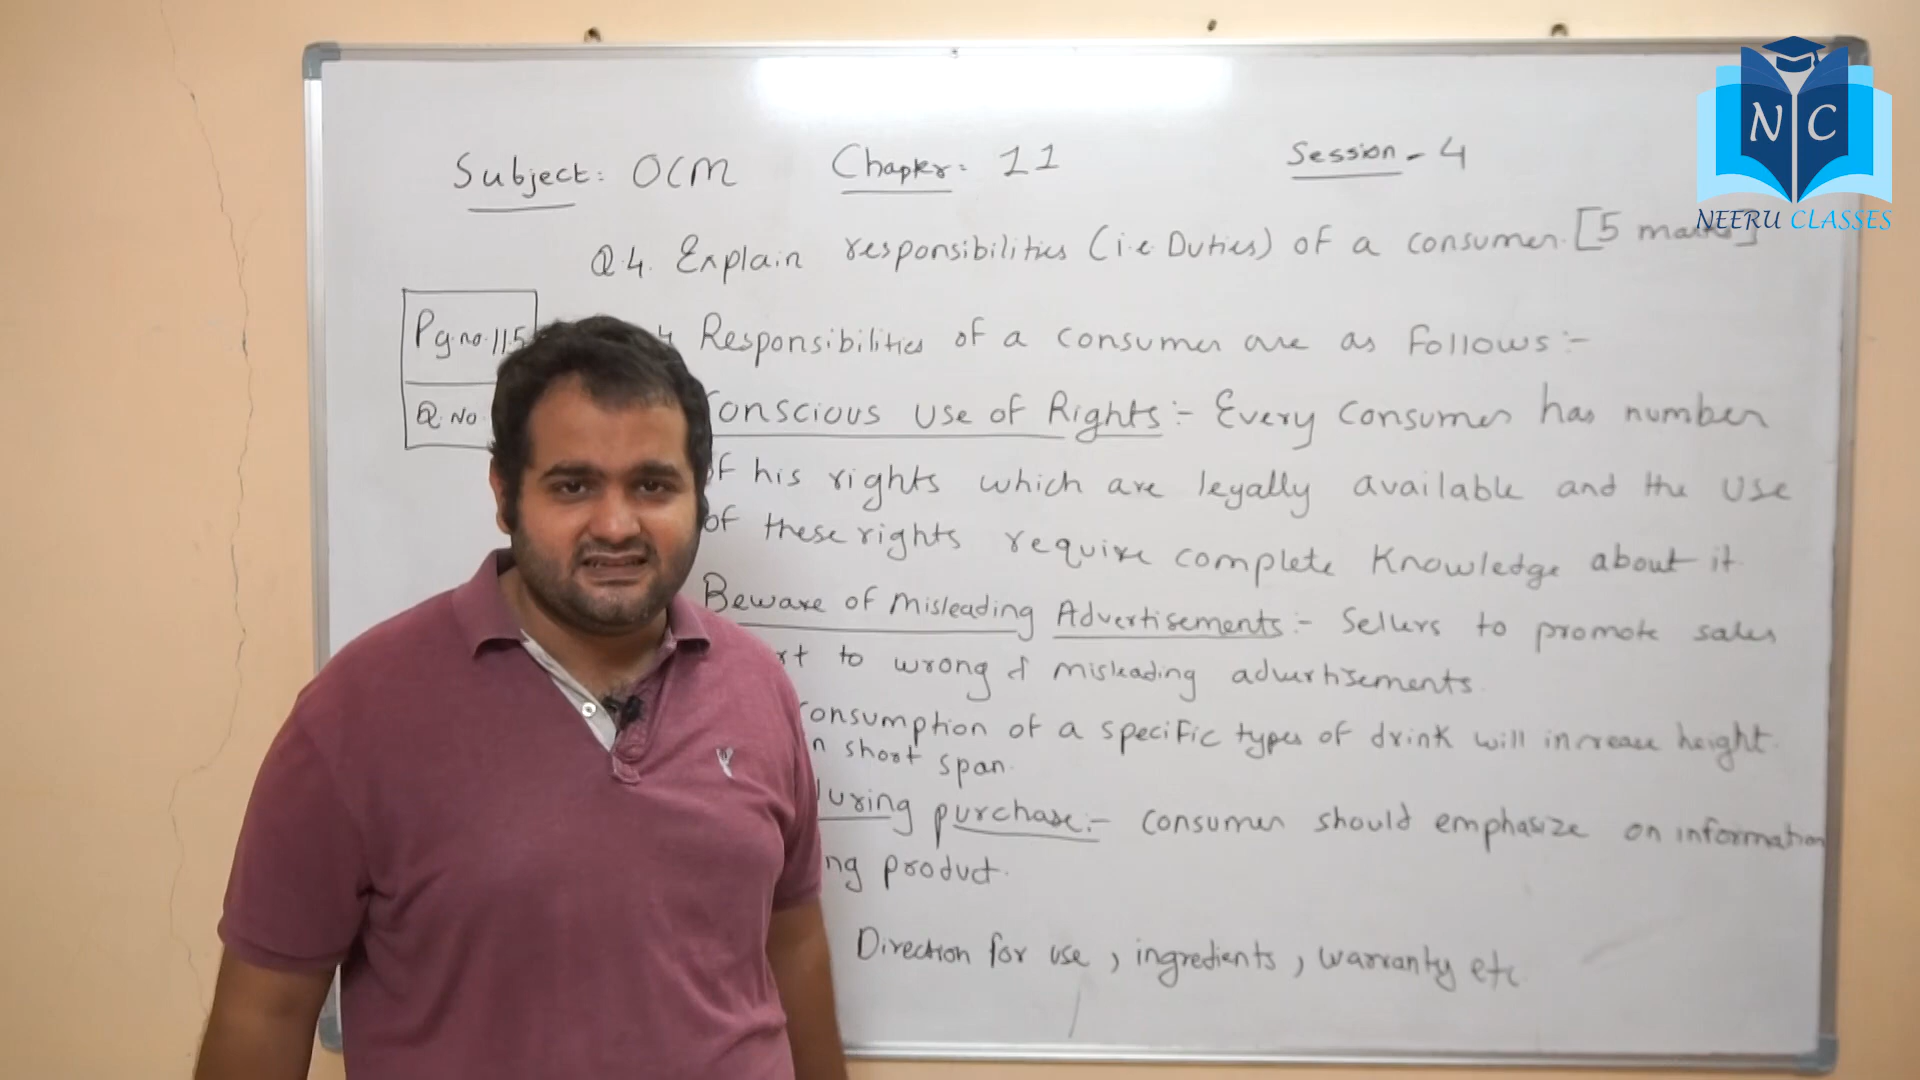 N C
NEERU CLASSES
Subject: OCM Chapter: 11 Session - 4
Q.4. Explain responsibilities (i.e. Duties) of a consumer. [5 marks]
Pg.no.115
Q. No
4 Responsibilities of a consumer are as follows :-
onscious Use of Rights :- Every Consumer has number
of his rights which are legally available and the use
of these rights require complete knowledge about it
Beware of Misleading Advertisements :- Sellers to promote sales
rt to wrong & misleading advertisements.
onsumption of a specific types of drink will increase height
n short span.
uring purchase :- consumer should emphasize on information
ng product.
Direction for use, ingredients, warranty etc.